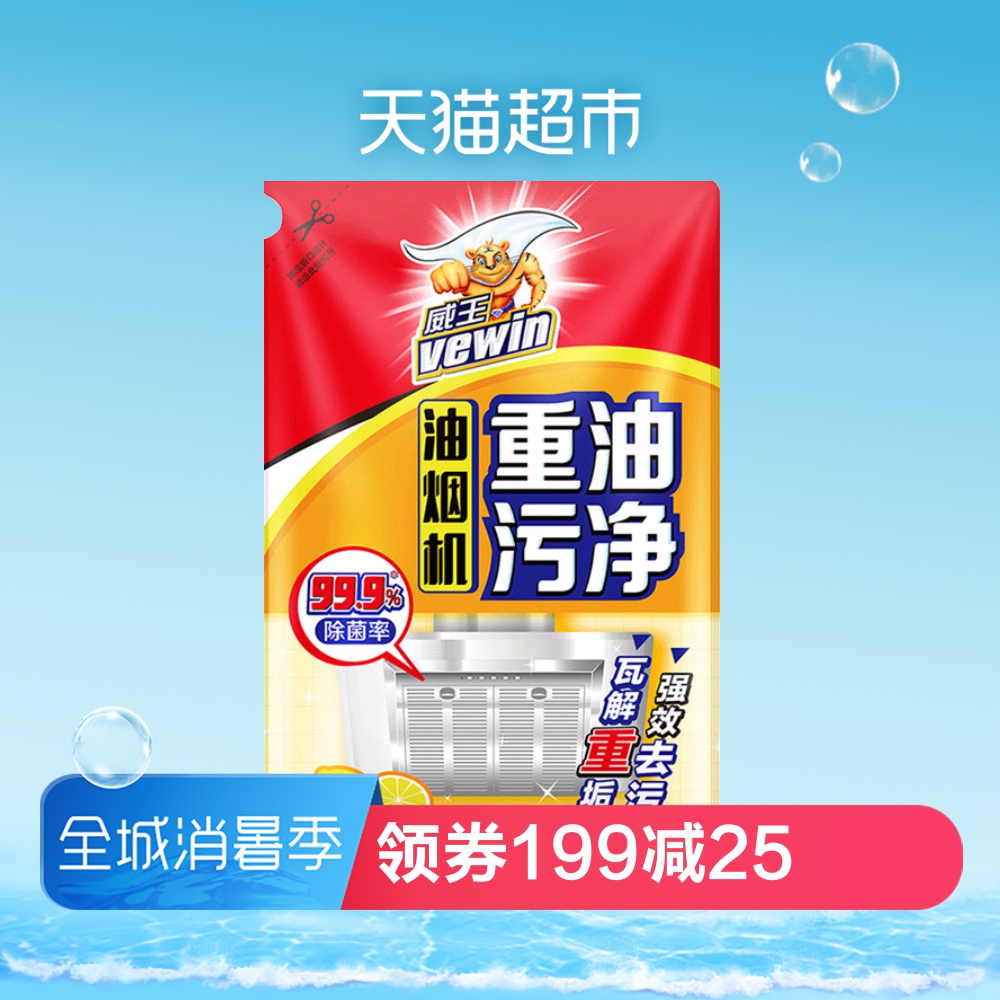 天猫超市
威王
vewin
油烟机
重油
污净
99.9%
除菌率
瓦解重垢
强效去污
全城消暑季
领券199减25